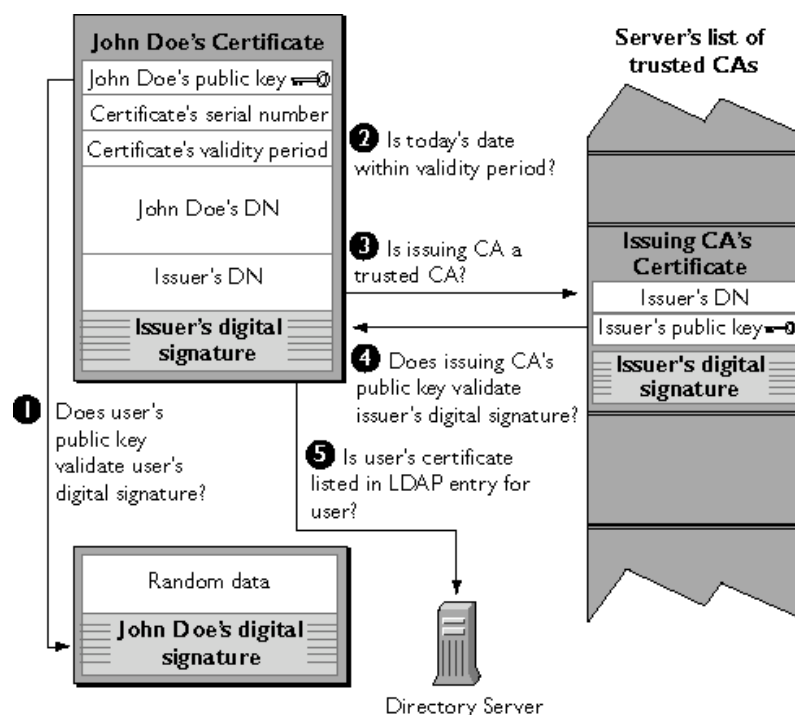 John Doe's Certificate
John Doe's public key
Certificate's serial number
Certificate's validity period
John Doe's DN
Issuer's DN
Issuer's digital
signature
2 Is today's date
within validity period?
3 Is issuing CA a
trusted CA?
4 Does issuing CA's
public key validate
issuer's digital signature?
Server's list of
trusted CAs
Issuing CA's
Certificate
Issuer's DN
Issuer's public key
Issuer's digital
signature
1 Does user's
public key
validate user's
digital signature?
5 Is user's certificate
listed in LDAP entry for
user?
Random data
John Doe's digital
signature
Directory Server